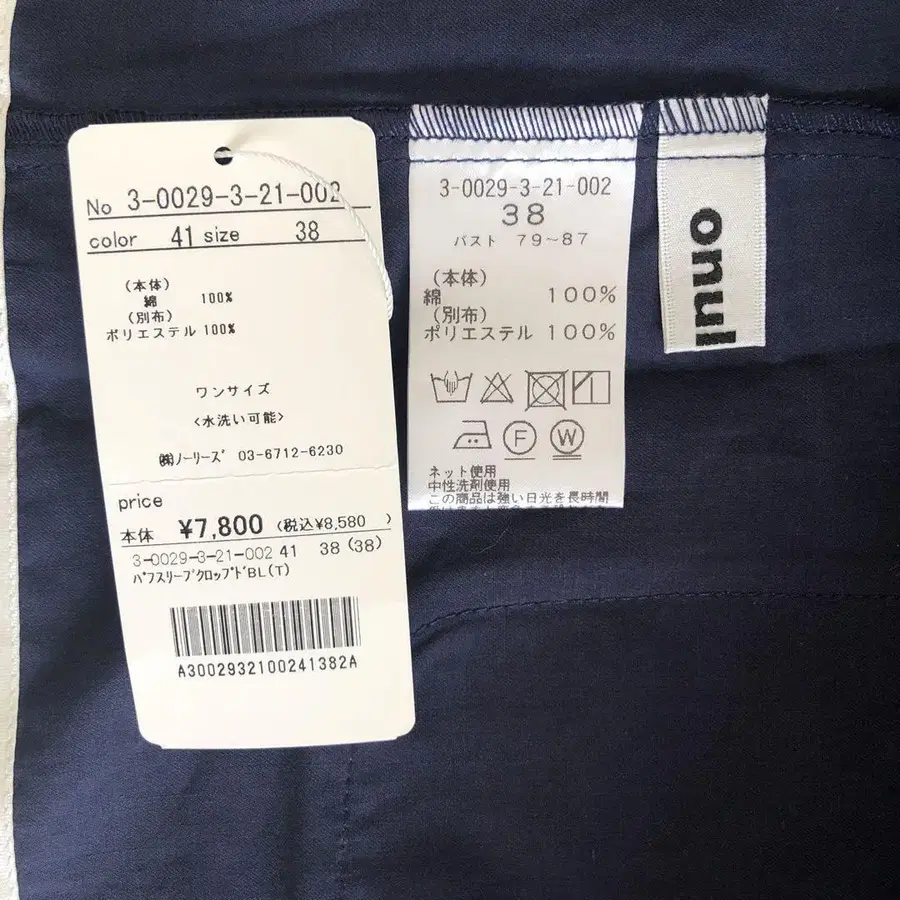 No 3-0029-3-21-002
color 41 size 38
(本体)
綿 100%
(別布)
ポリエステル 100%
ワンサイズ
<水洗い可能>
㈱ノーリーズ 03-6712-6230
price
本体 ¥7,800 (税込¥8,580 )
3-0029-3-21-002 41 38 (38)
パフスリーブクロップドBL(T)
A3002932100241382A
3-0029-3-21-002
38
バスト 79~87
(本体)
綿 100%
(別布)
ポリエステル 100%
F W
ネット使用
中性洗剤使用
この商品は強い日光を長時間
onul